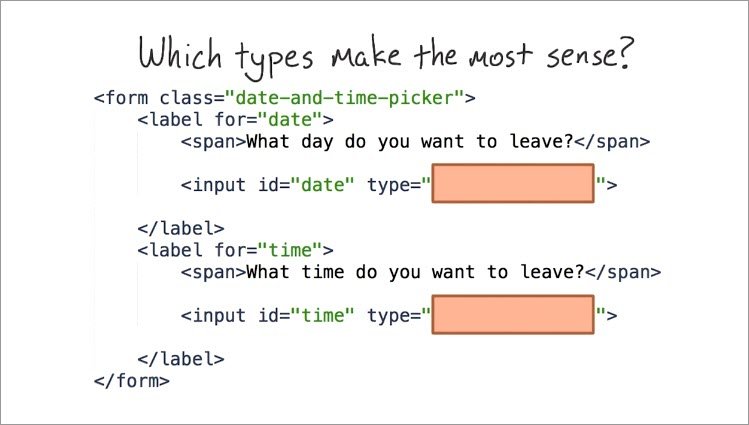 Which types make the most sense?
<form class="date-and-time-picker">
<label for="date">
<span>What day do you want to leave?</span>
<input id="date" type="">
</label>
<label for="time">
<span>What time do you want to leave?</span>
<input id="time" type="">
</label>
</form>